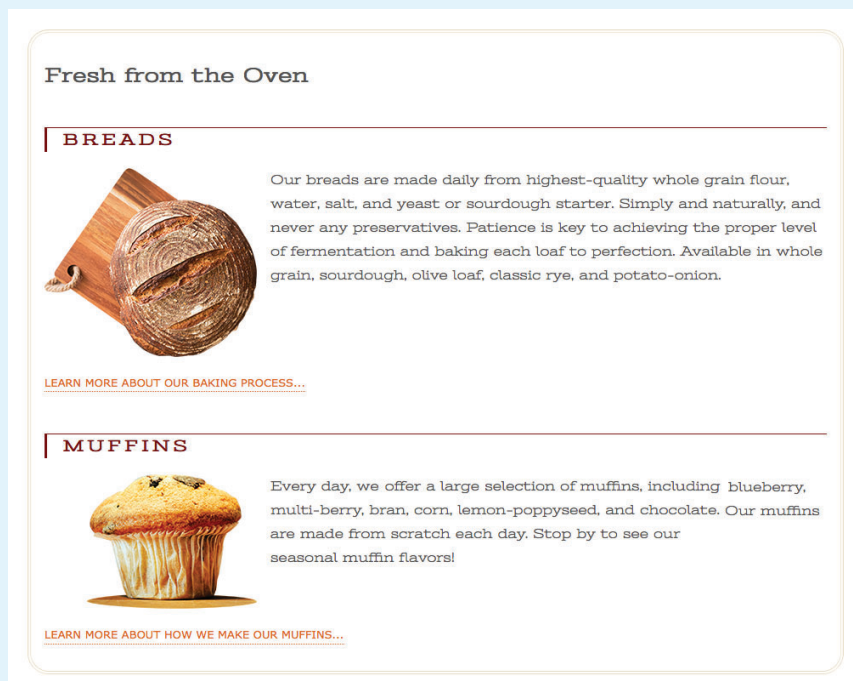 Fresh from the Oven
BREADS
Our breads are made daily from highest-quality whole grain flour,
water, salt, and yeast or sourdough starter. Simply and naturally, and
never any preservatives. Patience is key to achieving the proper level
of fermentation and baking each loaf to perfection. Available in whole
grain, sourdough, olive loaf, classic rye, and potato-onion.
LEARN MORE ABOUT OUR BAKING PROCESS...
MUFFINS
Every day, we offer a large selection of muffins, including blueberry,
multi-berry, bran, corn, lemon-poppyseed, and chocolate. Our muffins
are made from scratch each day. Stop by to see our
seasonal muffin flavors!
LEARN MORE ABOUT HOW WE MAKE OUR MUFFINS...